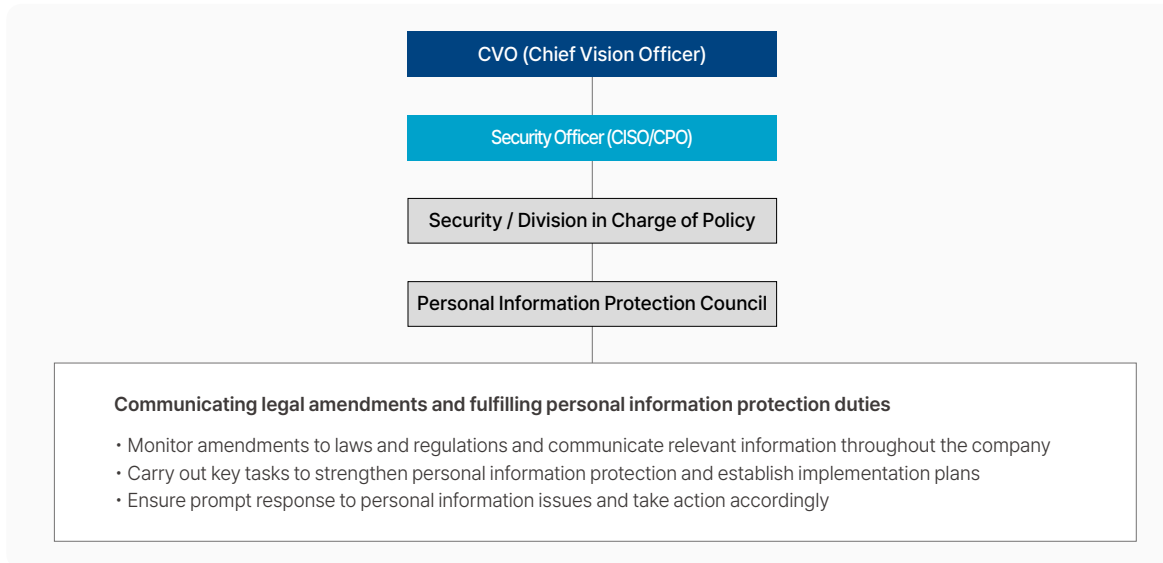 CVO (Chief Vision Officer)
Security Officer (CISO/CPO)
Security / Division in Charge of Policy
Personal Information Protection Council
Communicating legal amendments and fulfilling personal information protection duties
· Monitor amendments to laws and regulations and communicate relevant information throughout the company
· Carry out key tasks to strengthen personal information protection and establish implementation plans
· Ensure prompt response to personal information issues and take action accordingly